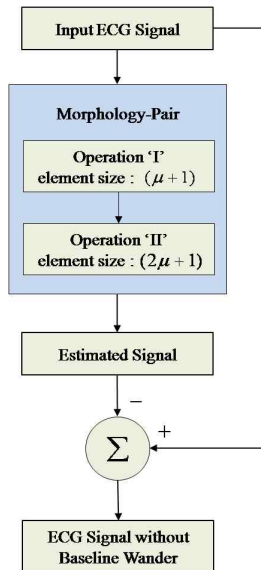 Input ECG Signal
Morphology-Pair
Operation ‘I’
element size : (μ+1)
Operation ‘II’
element size : (2μ+1)
Estimated Signal
−
Σ
+
ECG Signal without
Baseline Wander